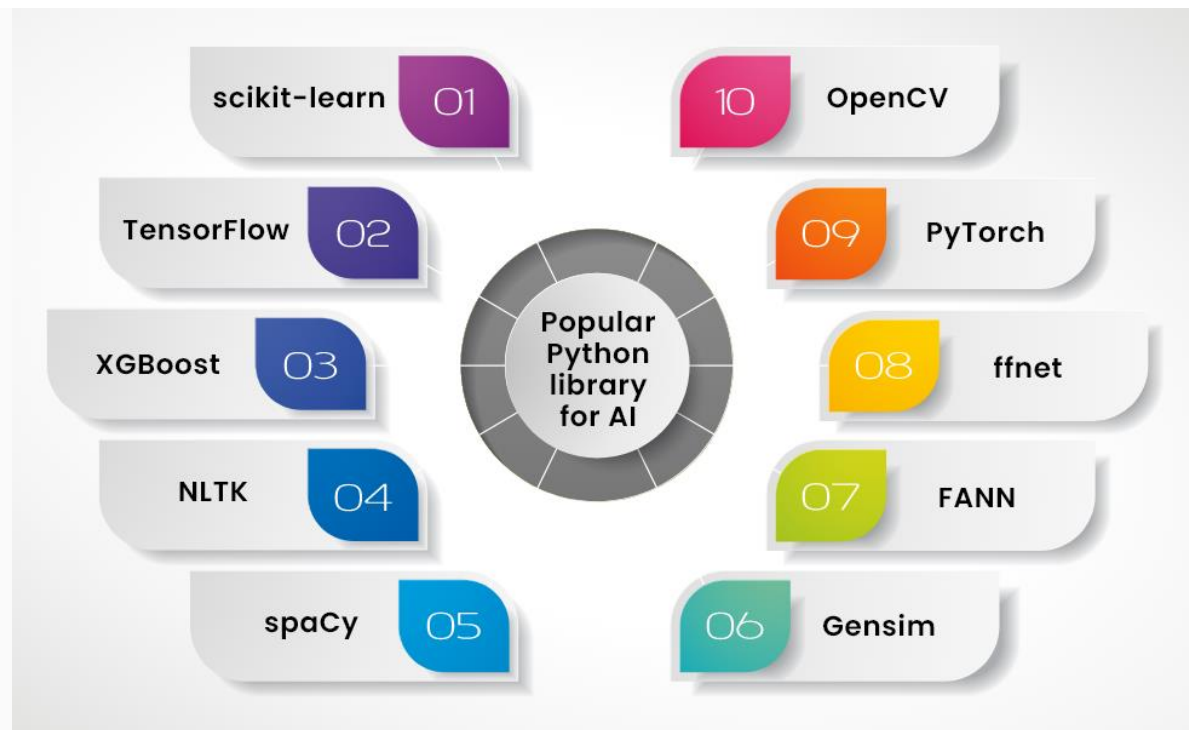 scikit-learn 01
TensorFlow 02
XGBoost 03
NLTK 04
spaCy 05
Popular
Python
library
for AI
10 OpenCV
09 PyTorch
08 ffnet
07 FANN
06 Gensim